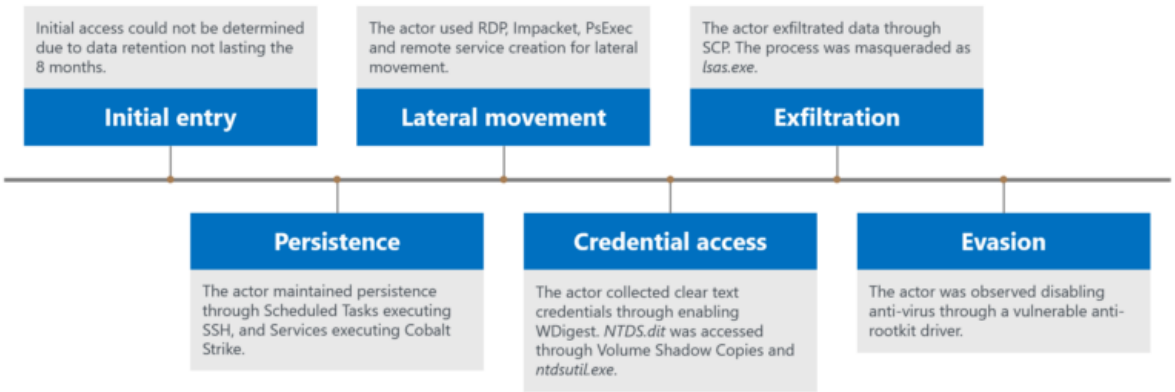 Initial access could not be determined
due to data retention not lasting the
8 months.
Initial entry
The actor used RDP, Impacket, PsExec
and remote service creation for lateral
movement.
Lateral movement
The actor exfiltrated data through
SCP. The process was masqueraded as
lsas.exe.
Exfiltration
Persistence
The actor maintained persistence
through Scheduled Tasks executing
SSH, and Services executing Cobalt
Strike.
Credential access
The actor collected clear text
credentials through enabling
WDigest. NTDS.dit was accessed
through Volume Shadow Copies and
ntdsutil.exe.
Evasion
The actor was observed disabling
anti-virus through a vulnerable anti-
rootkit driver.